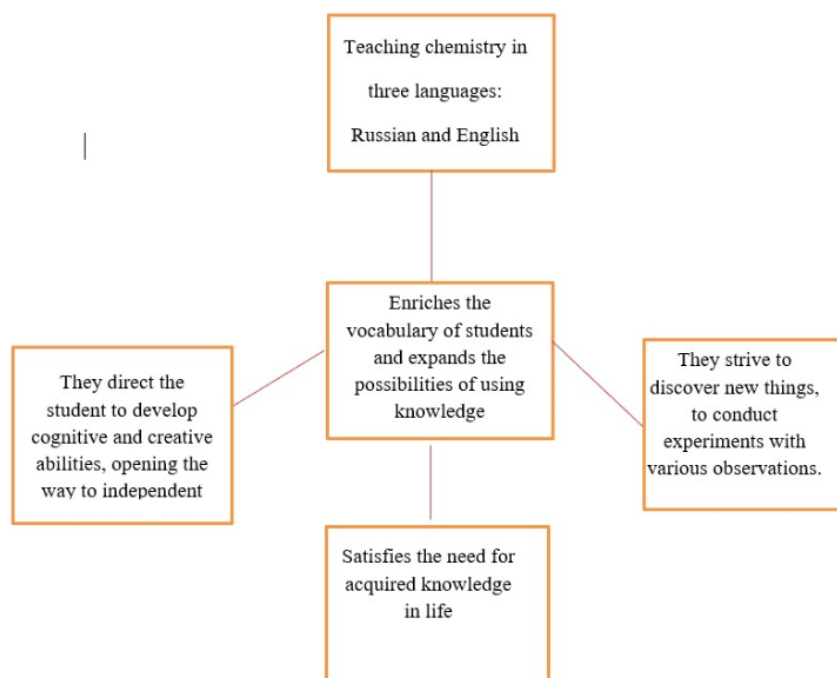 Teaching chemistry in
three languages:
Russian and English
Enriches the
vocabulary of students
and expands the
possibilities of using
knowledge
They direct the
student to develop
cognitive and creative
abilities, opening the
way to independent
They strive to
discover new things,
to conduct
experiments with
various observations.
Satisfies the need for
acquired knowledge
in life